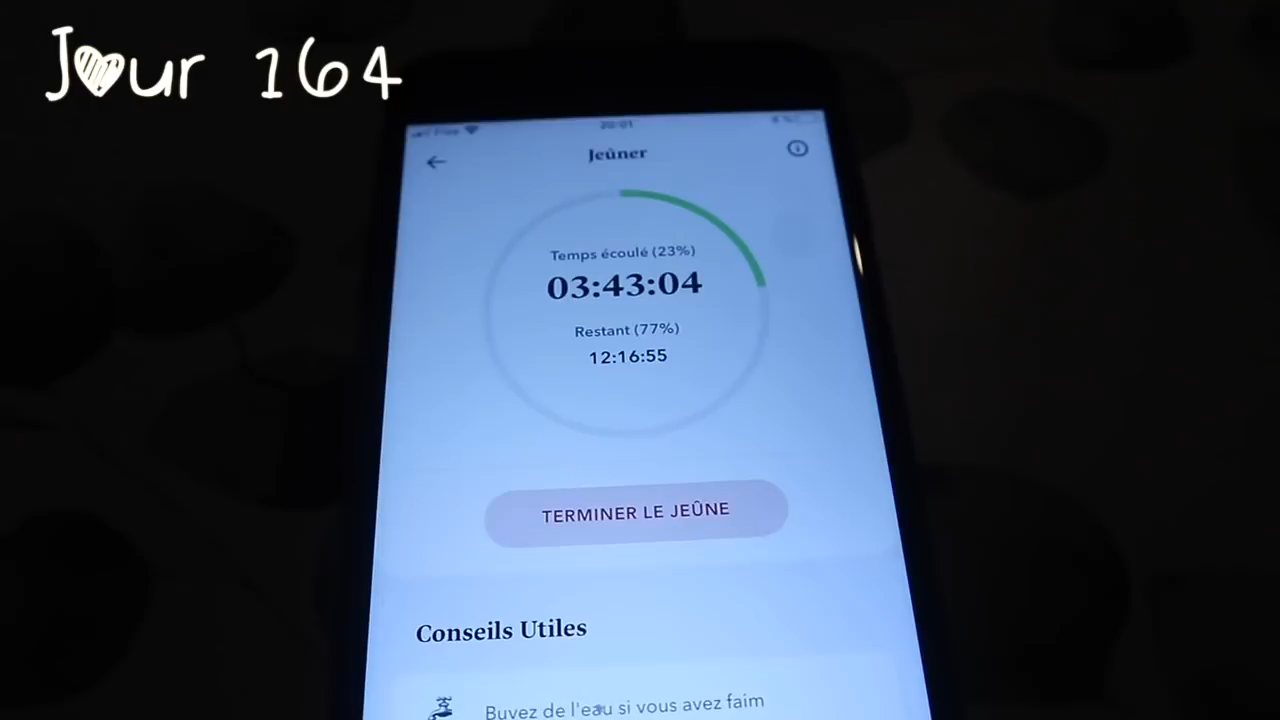 Jour 164
Jeûner
Temps écoulé (23%)
03:43:04
Restant (77%)
12:16:55
TERMINER LE JEÛNE
Conseils Utiles
Buvez de l'eau si vous avez faim